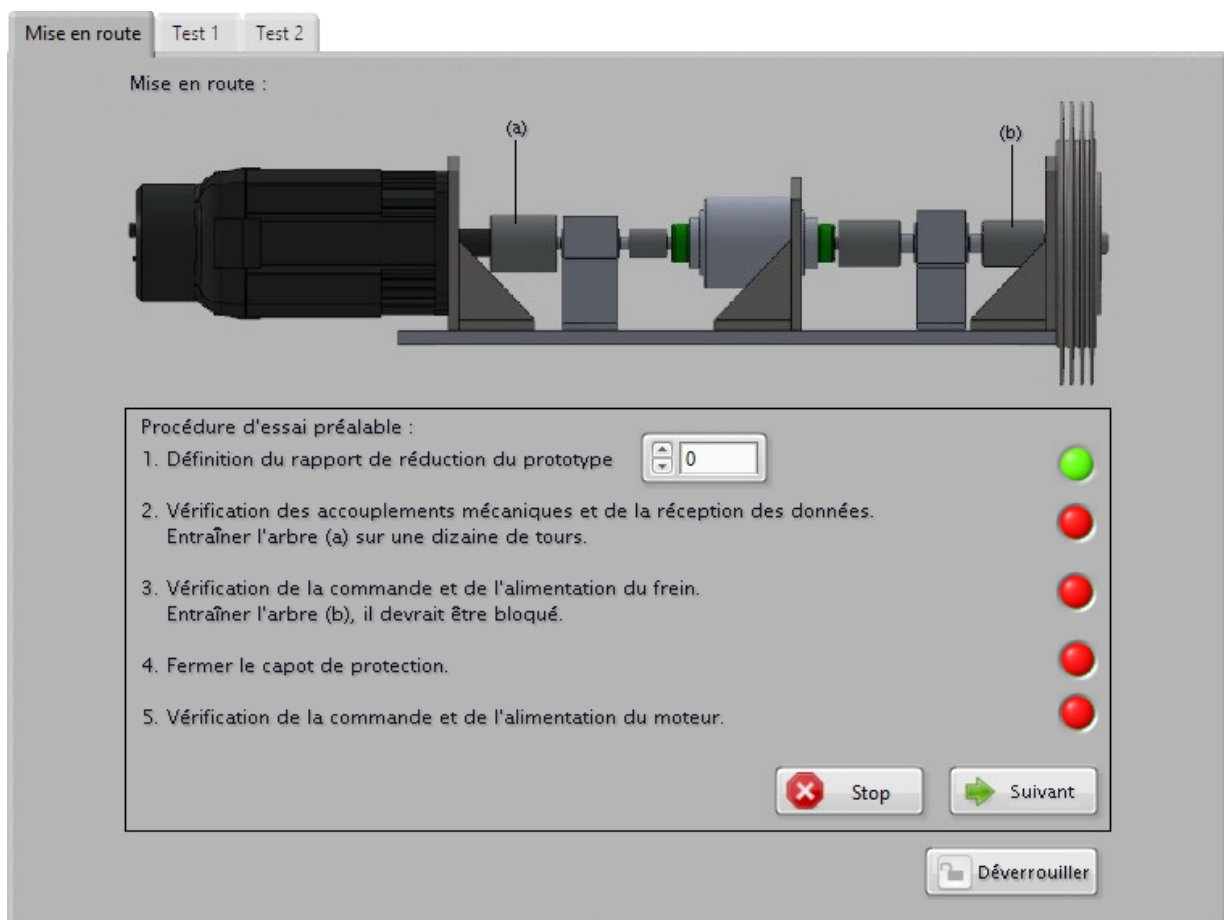 Mise en route
Test 1
Test 2
Mise en route :
(a)
(b)
Procédure d'essai préalable :
1. Définition du rapport de réduction du prototype
0
2. Vérification des accouplements mécaniques et de la réception des données.
Entraîner l'arbre (a) sur une dizaine de tours.
3. Vérification de la commande et de l'alimentation du frein.
Entraîner l'arbre (b), il devrait être bloqué.
4. Fermer le capot de protection.
5. Vérification de la commande et de l'alimentation du moteur.
Stop
Suivant
Déverrouiller